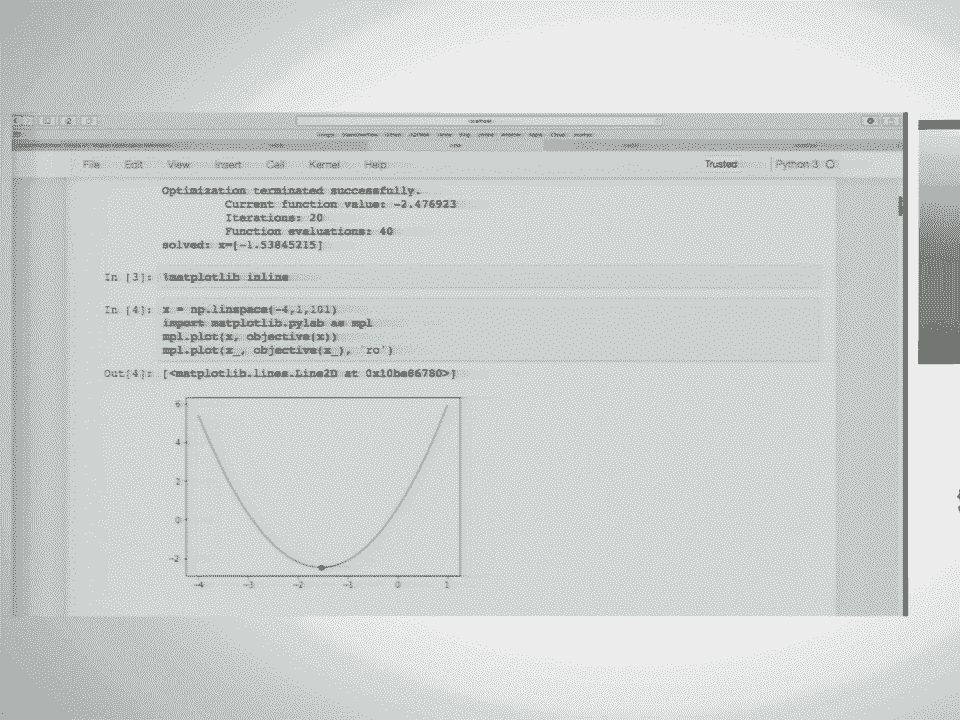 File Edit View Insert Cell Kernel Help Trusted Python 3
Optimization terminated successfully.
Current function value: -2.476923
Iterations: 20
Function evaluations: 40
solved: x=[-1.53845215]
In [3]: %matplotlib inline
In [4]: x = np.linspace(-4,1,101)
import matplotlib.pylab as mpl
mpl.plot(x, objective(x))
mpl.plot(x_, objective(x_), 'ro')
Out[4]: [<matplotlib.lines.Line2D at 0x10be86780>]
6
4
2
0
-2
-4 -3 -2 -1 0 1